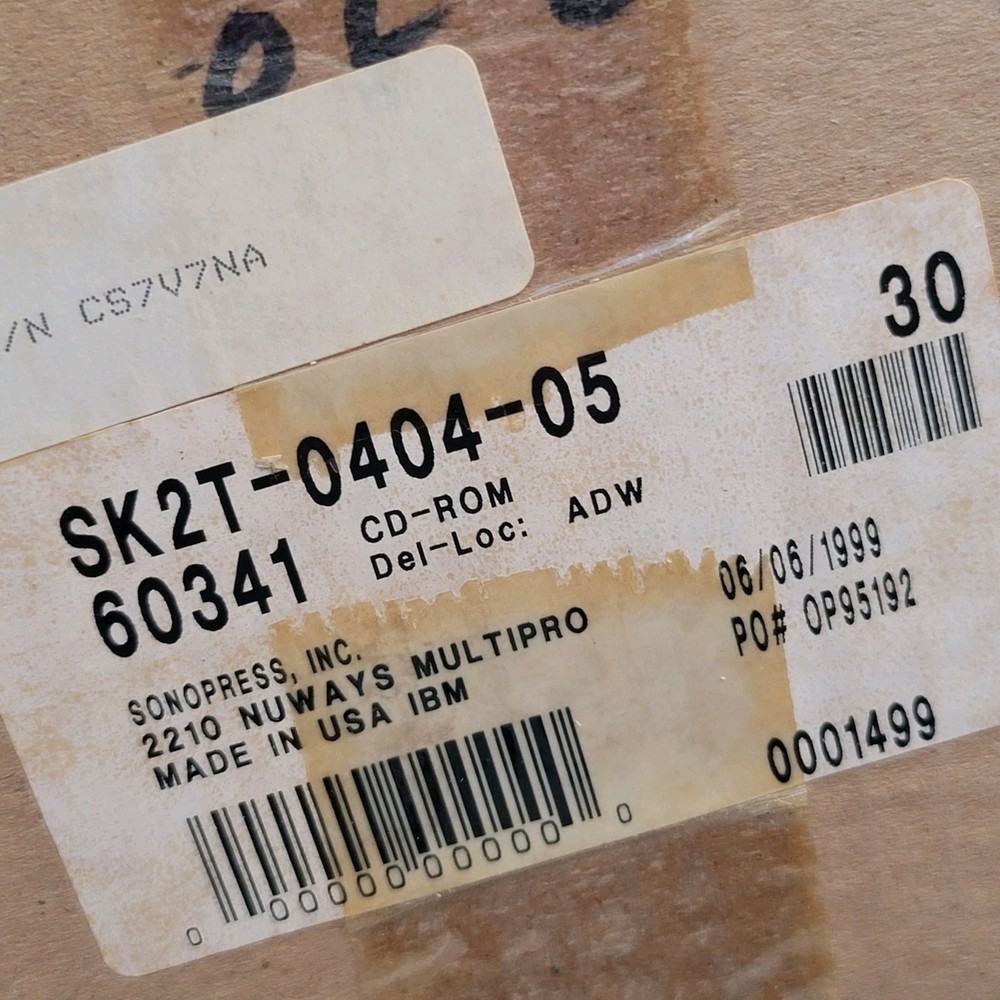 /N CS7V7NA
30
SK2T-0404-05
60341
CD-ROM
Del-Loc: ADW
06/06/1999
PO# OP95192
SONOPRESS, INC.
2210 NUWAYS MULTIPRO
MADE IN USA IBM
0001499
0 0000000000 0